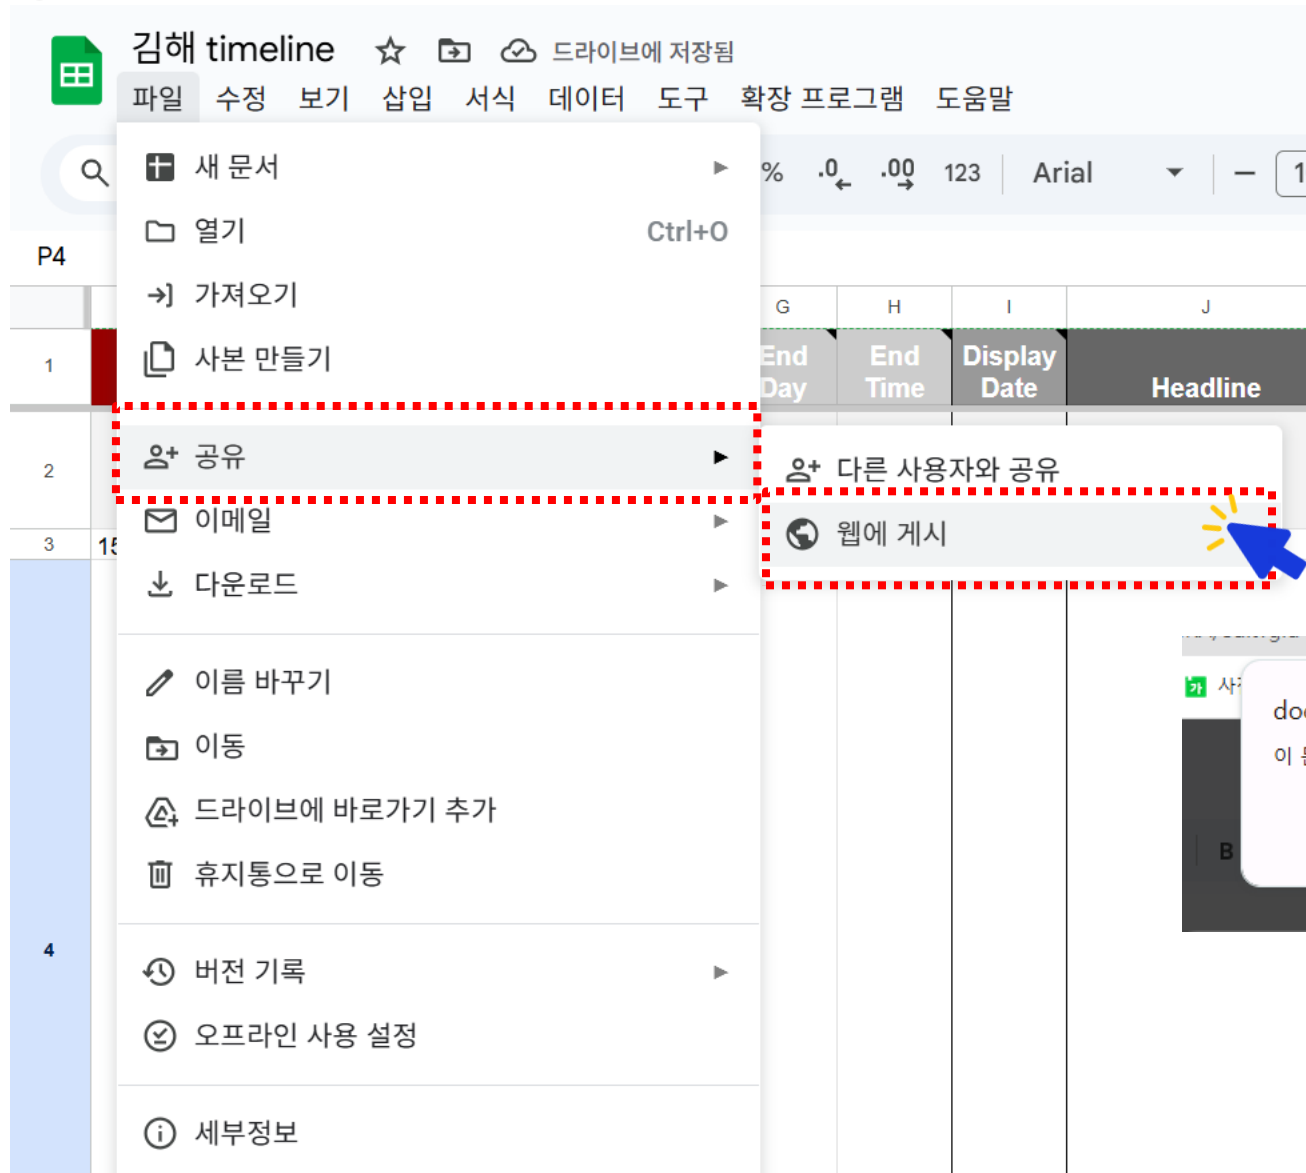 김해 timeline
드라이브에 저장됨
파일 수정 보기 삽입 서식 데이터 도구 확장 프로그램 도움말
새 문서
% .0 .00 123 Arial
열기 Ctrl+O
P4
가져오기
G H I J
사본 만들기
1 End Day End Time Display Date Headline
공유
다른 사용자와 공유
2
이메일
웹에 게시
3 15
다운로드
이름 바꾸기
이동
드라이브에 바로가기 추가
휴지통으로 이동
B
4
버전 기록
오프라인 사용 설정
세부정보